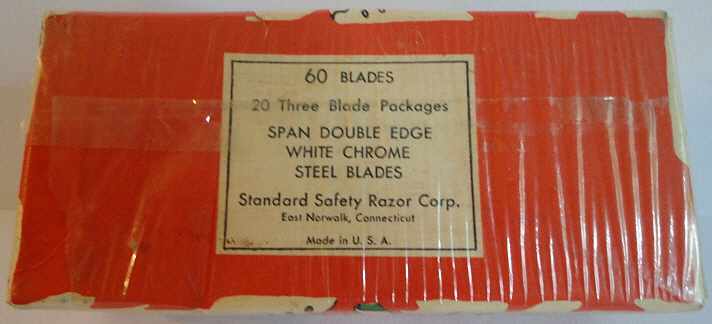 60 BLADES
20 Three Blade Packages
SPAN DOUBLE EDGE
WHITE CHROME
STEEL BLADES
Standard Safety Razor Corp.
East Norwalk, Connecticut
Made in U. S. A.